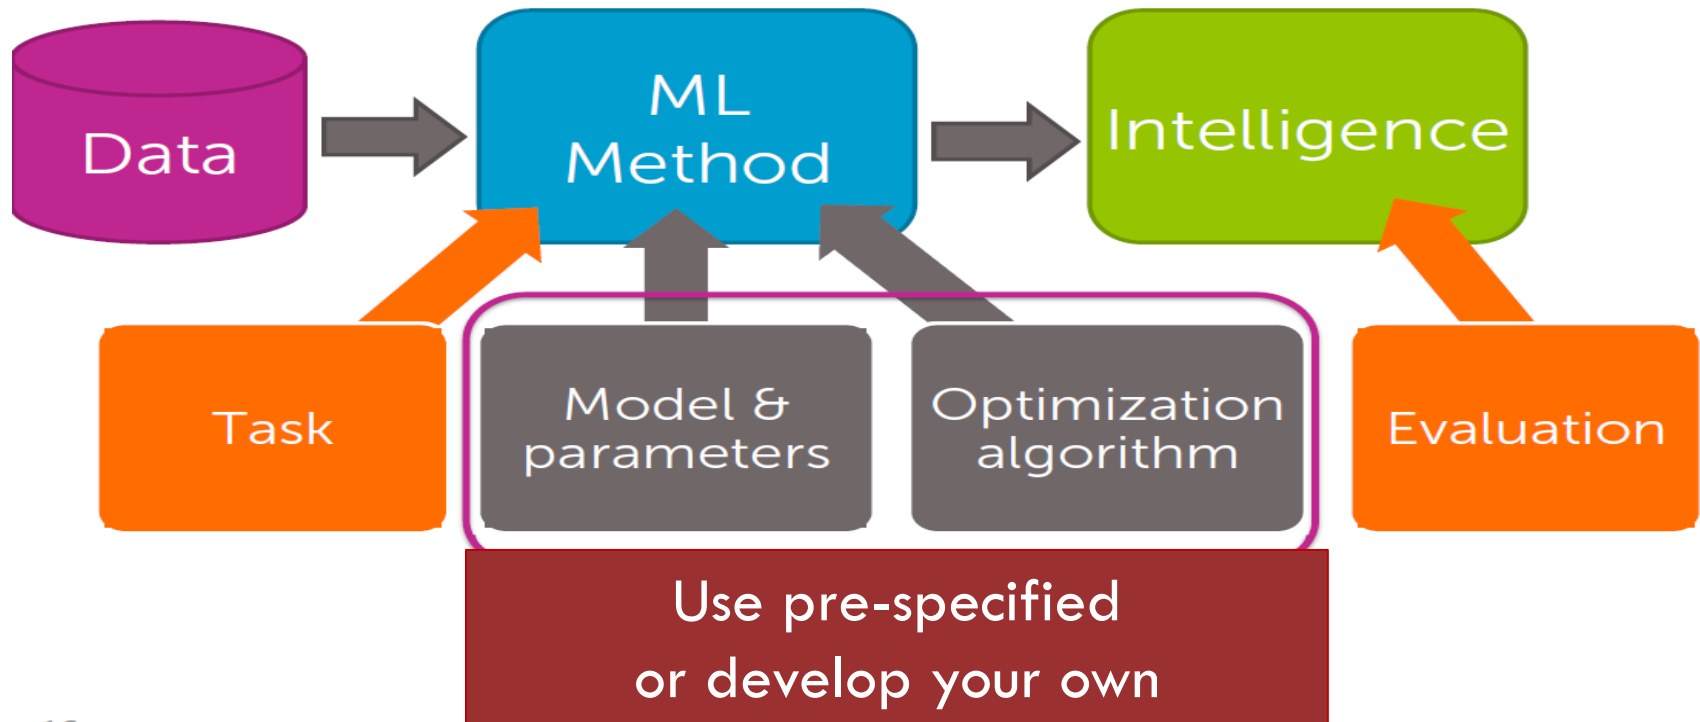 Data
ML
Method
Intelligence
Task
Model &
parameters
Optimization
algorithm
Evaluation
Use pre-specified
or develop your own